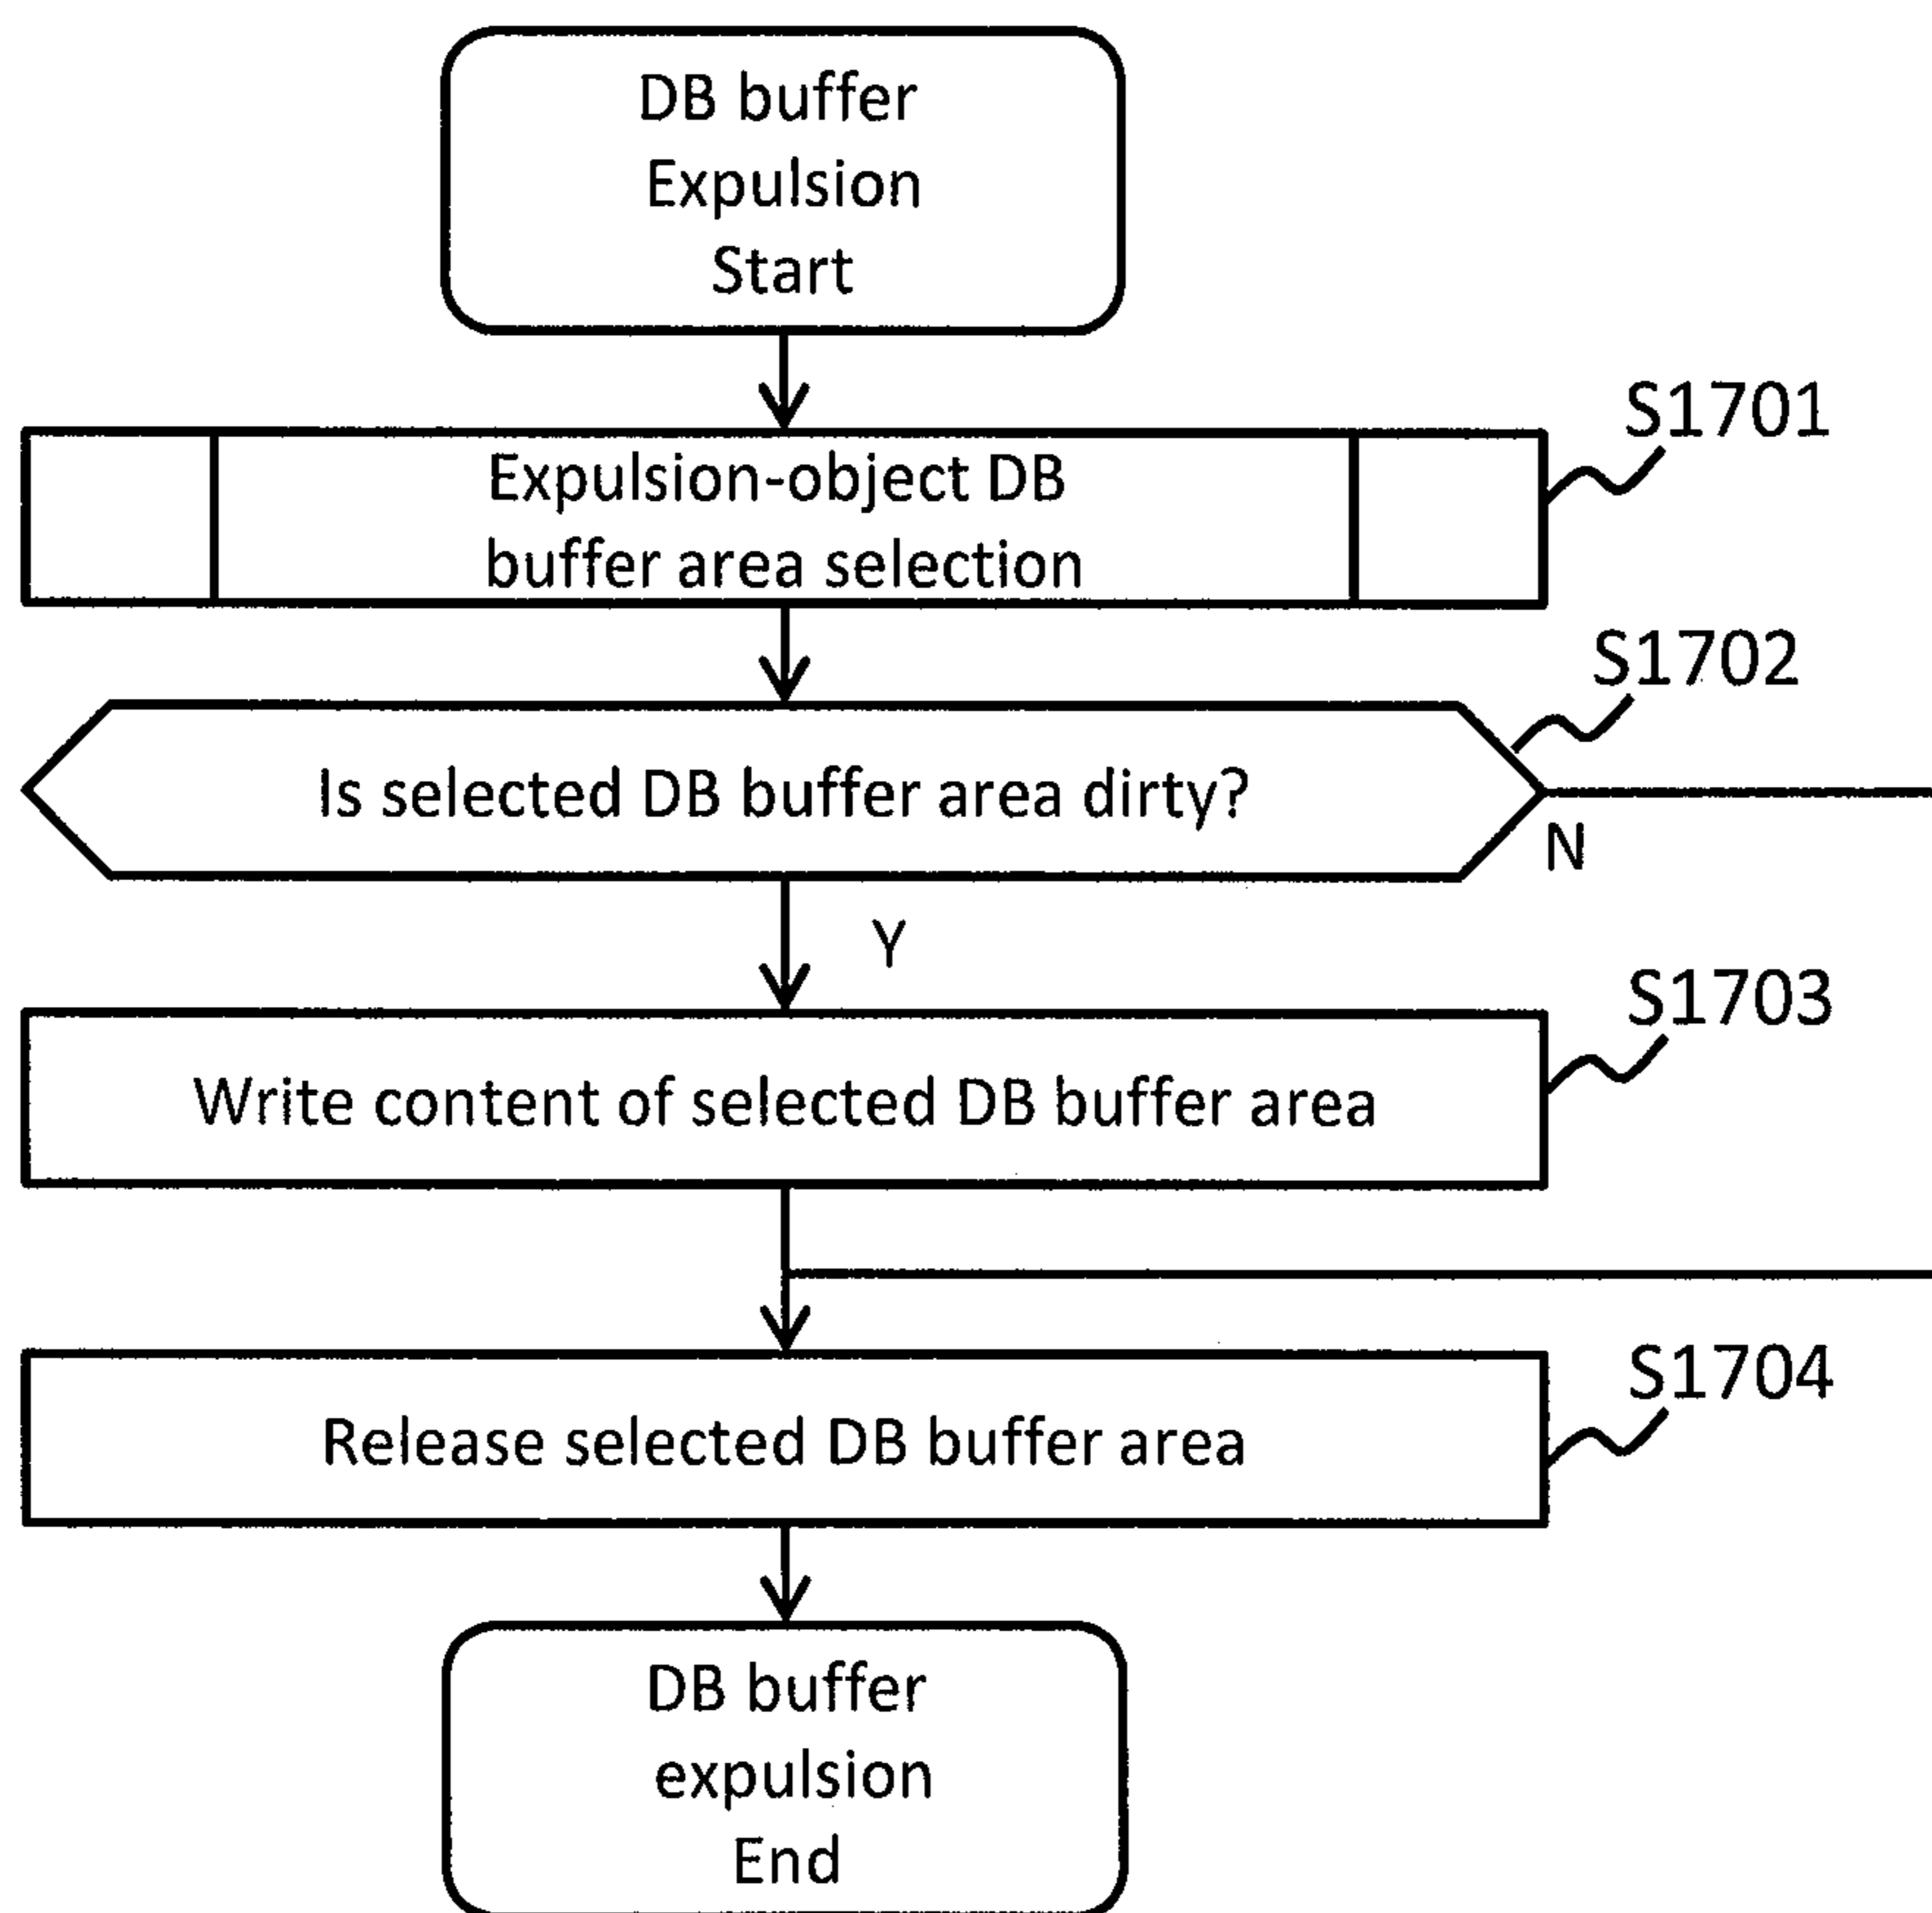 DB buffer
Expulsion
Start
S1701
Expulsion-object DB
buffer area selection
S1702
Is selected DB buffer area dirty?
N
Y
S1703
Write content of selected DB buffer area
S1704
Release selected DB buffer area
DB buffer
expulsion
End